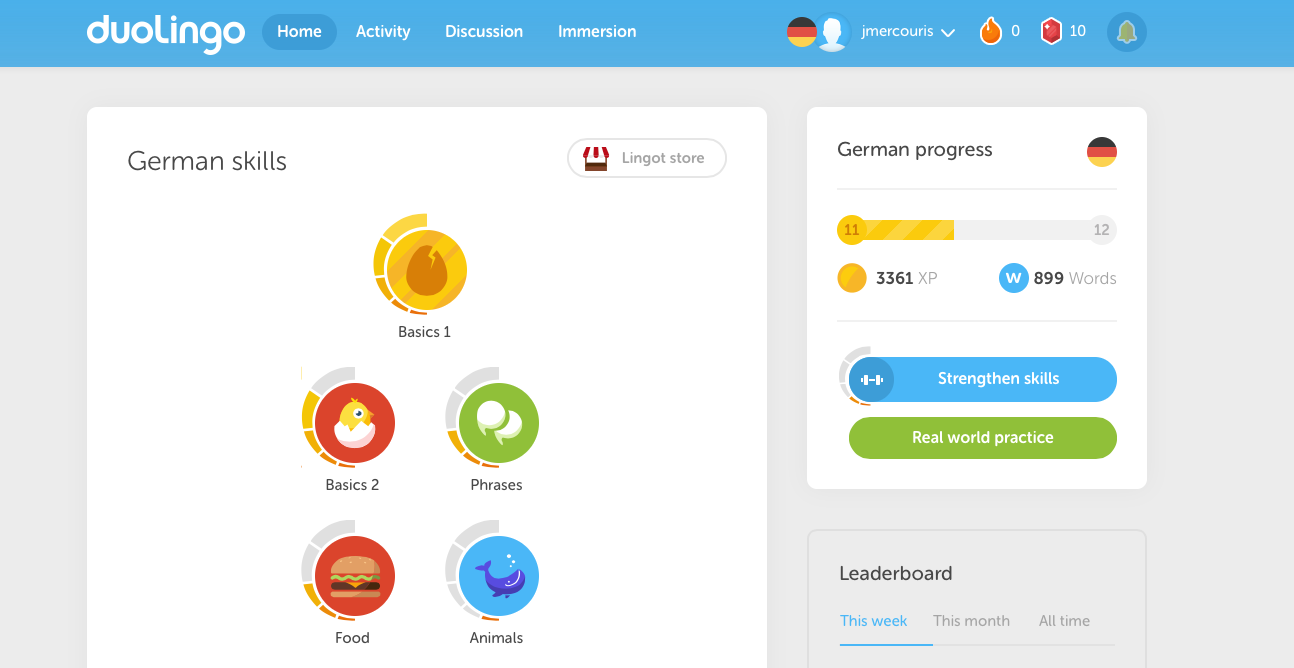 duolingo
Home Activity Discussion Immersion
jmercouris 0 10
German skills
Lingot store
Basics 1
Basics 2 Phrases
Food Animals
German progress
11 12
3361 XP W 899 Words
Strengthen skills
Real world practice
Leaderboard
This week This month All time